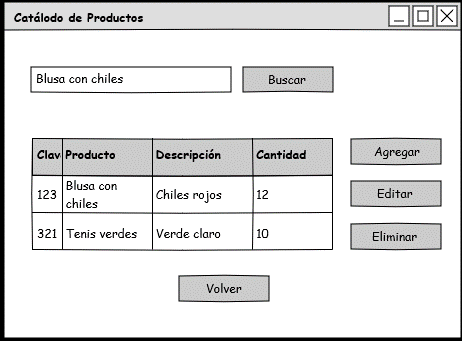 Catálodo de Productos
Blusa con chiles
Buscar
Clav Producto Descripción Cantidad
123 Blusa con chiles Chiles rojos 12
321 Tenis verdes Verde claro 10
Agregar
Editar
Eliminar
Volver